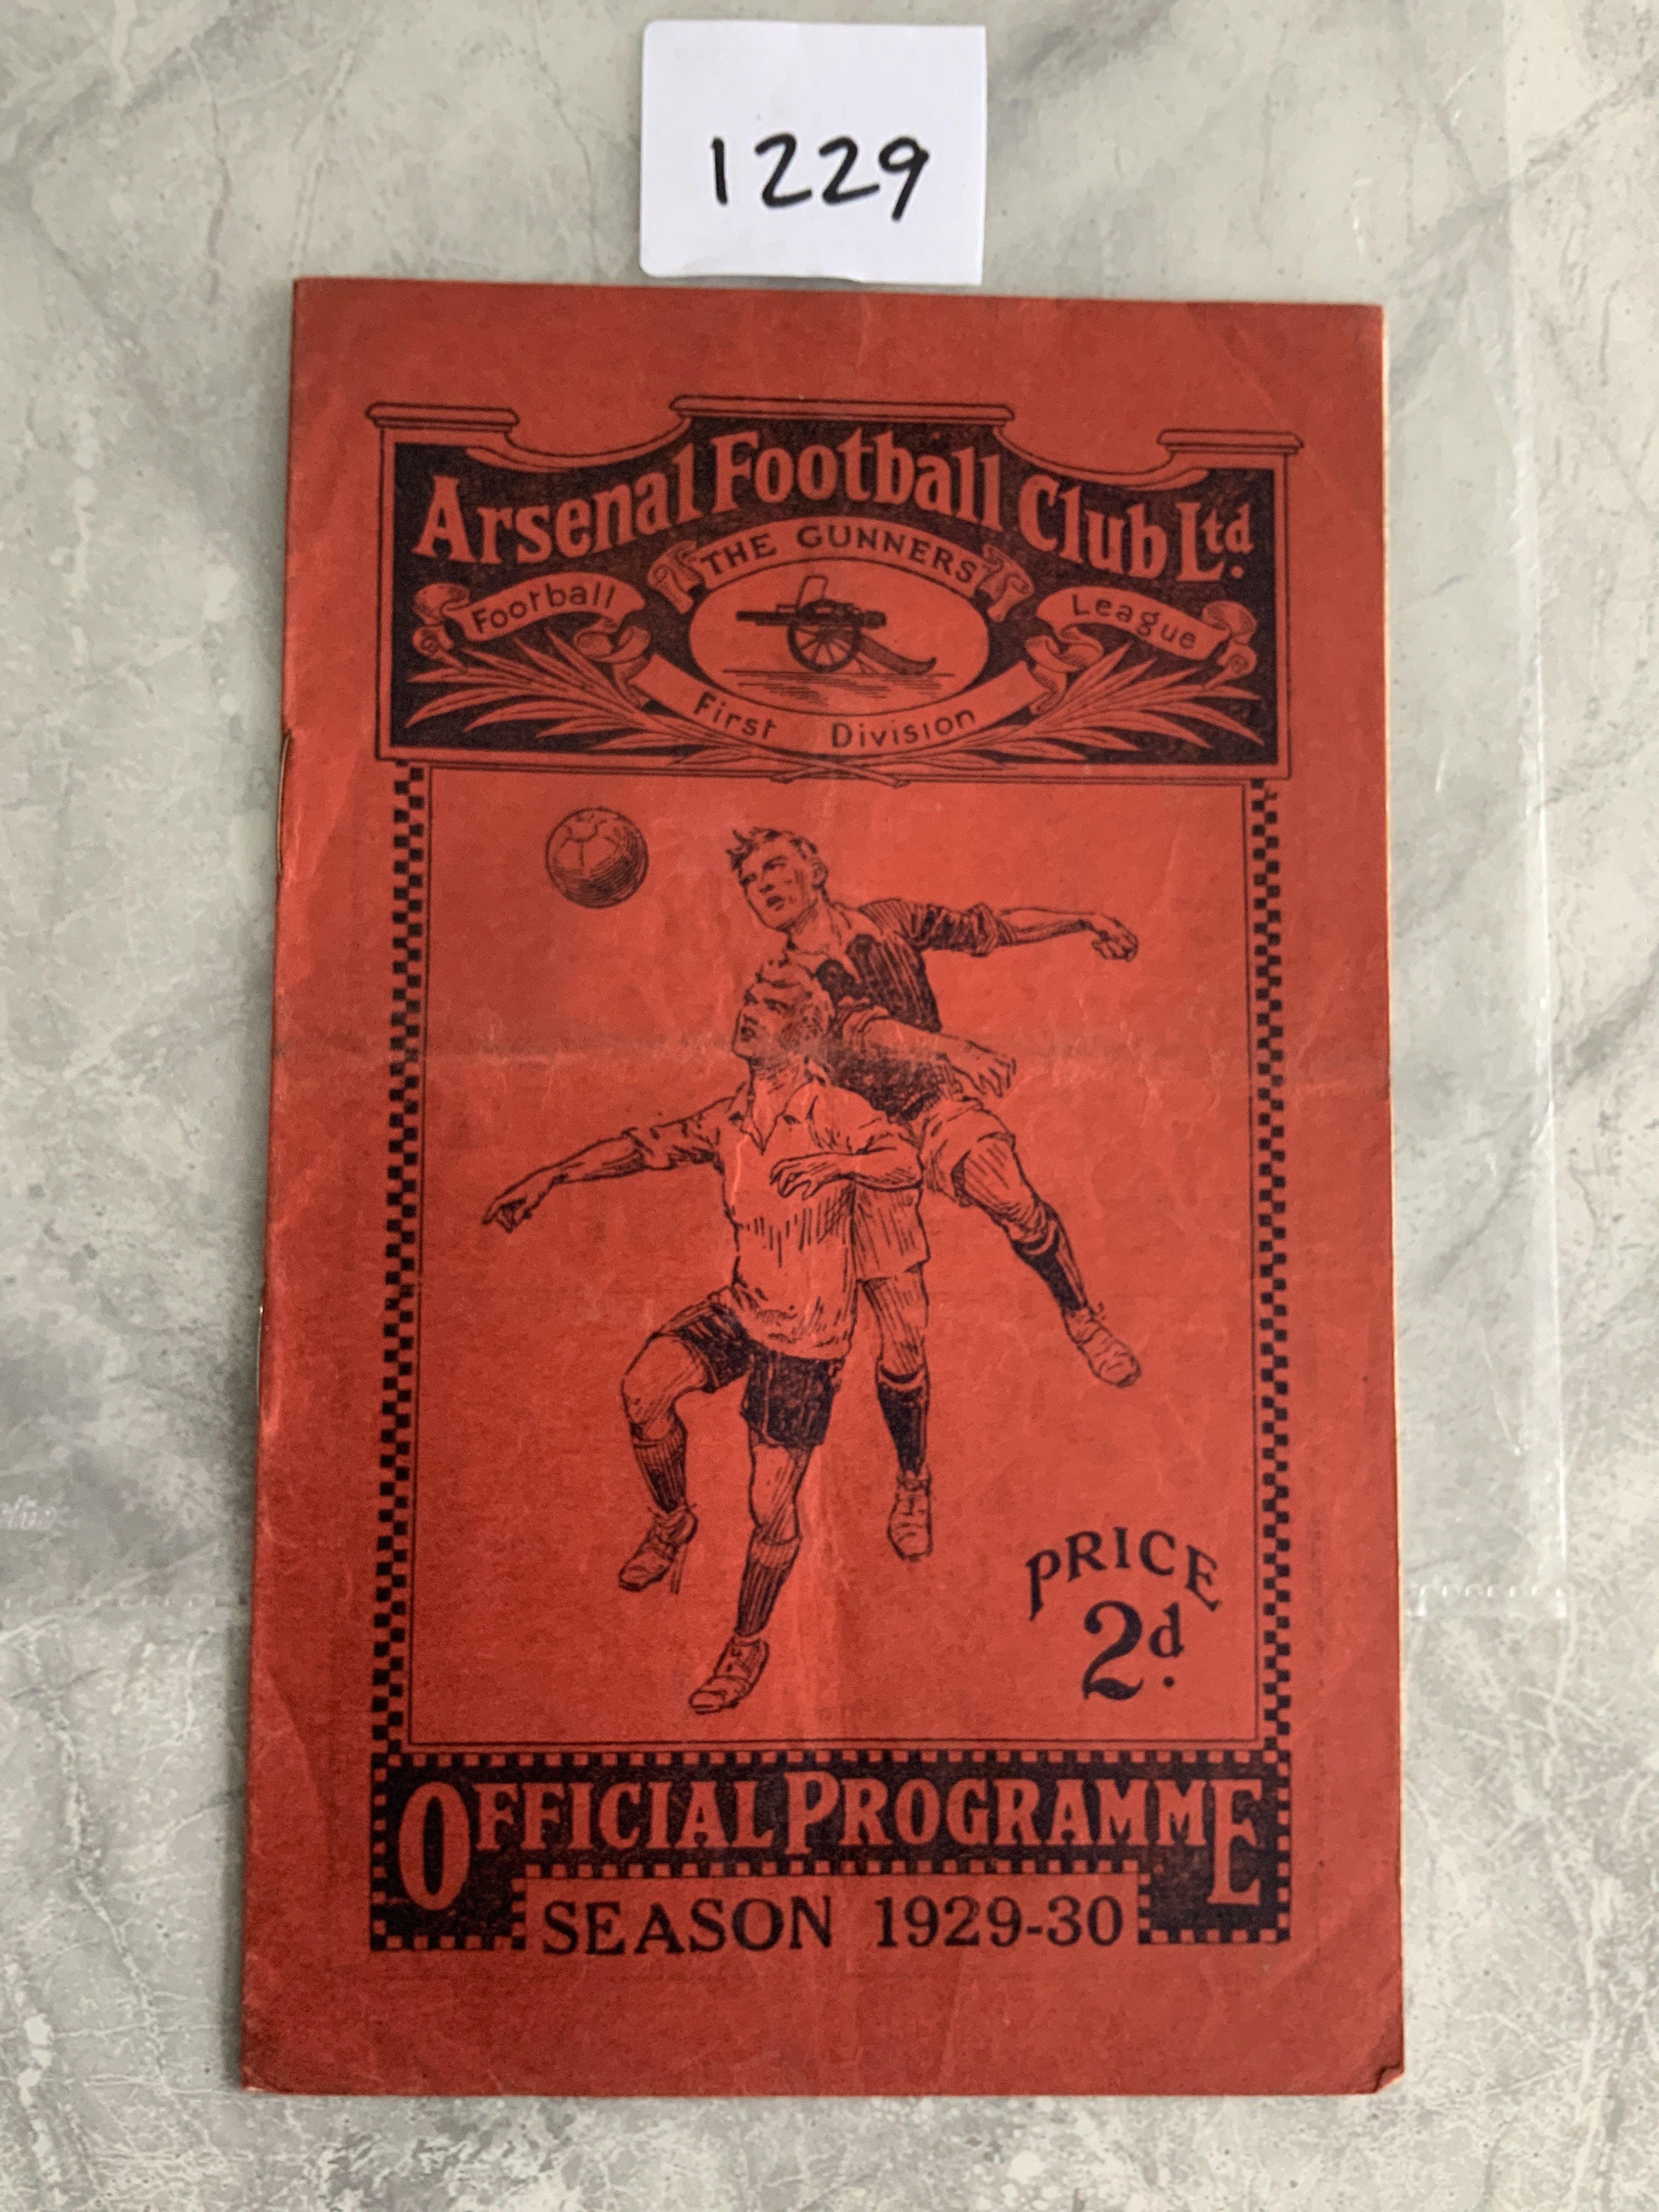 1229
Arsenal Football Club Ltd.
THE GUNNERS
Football League
First Division
PRICE
2d.
OFFICIAL PROGRAMME
SEASON 1929-30